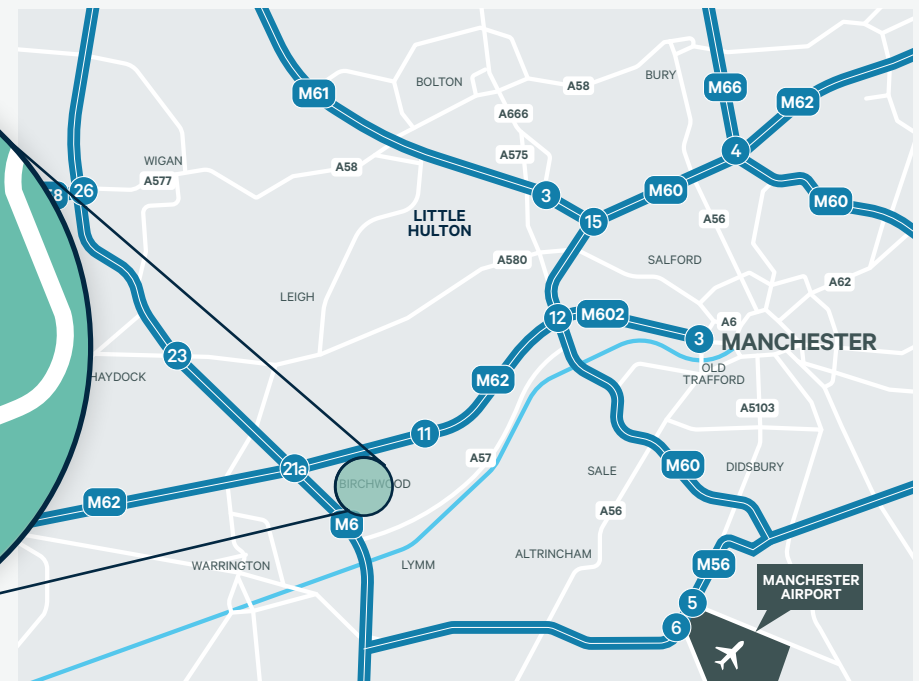 M61
BOLTON
A58
BURY
M66
M62
A666
A575
4
WIGAN
A577
A58
26
3
M60
M60
15
LITTLE
HULTON
A56
A580
SALFORD
A62
LEIGH
12
M602
A6
3
MANCHESTER
23
OLD
TRAFFORD
HAYDOCK
M62
A5103
11
A57
21a
SALE
M60
DIDSBURY
BIRCHWOOD
M62
A56
M6
WARRINGTON
LYMM
ALTRINCHAM
M56
MANCHESTER
AIRPORT
5
6